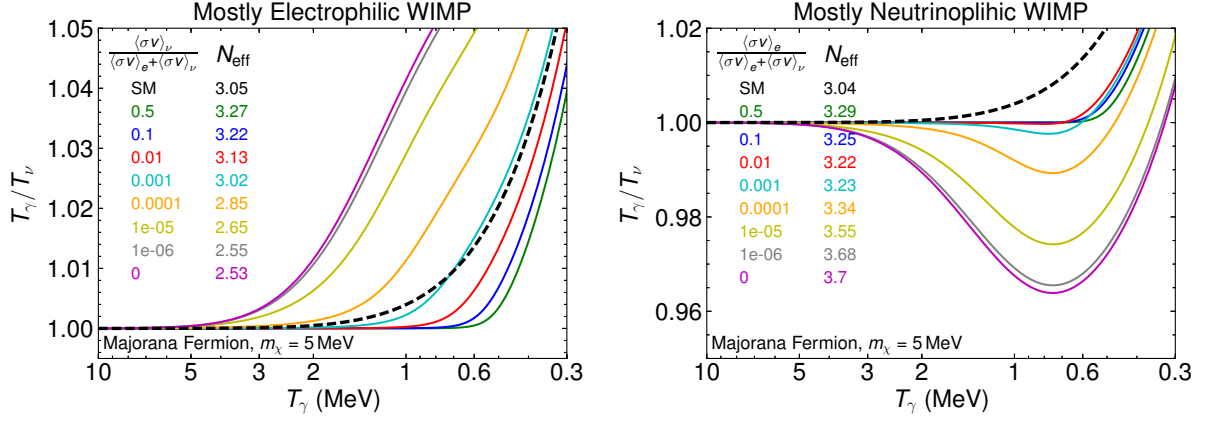 Mostly Electrophilic WIMP
⟨σv⟩ν / ⟨σv⟩e+⟨σv⟩ν Neff
SM 3.05
0.5 3.27
0.1 3.22
0.01 3.13
0.001 3.02
0.0001 2.85
1e-05 2.65
1e-06 2.55
0 2.53
Majorana Fermion, mχ = 5 MeV
1.05
1.04
1.03
1.02
1.01
1.00
Tγ/Tν
10 5 3 2 1 0.6 0.3
Tγ (MeV)
Mostly Neutrinoplihic WIMP
⟨σv⟩e / ⟨σv⟩e+⟨σv⟩ν Neff
SM 3.04
0.5 3.29
0.1 3.25
0.01 3.22
0.001 3.23
0.0001 3.34
1e-05 3.55
1e-06 3.68
0 3.7
Majorana Fermion, mχ = 5 MeV
1.02
1.00
0.98
0.96
Tγ/Tν
10 5 3 2 1 0.6 0.3
Tγ (MeV)